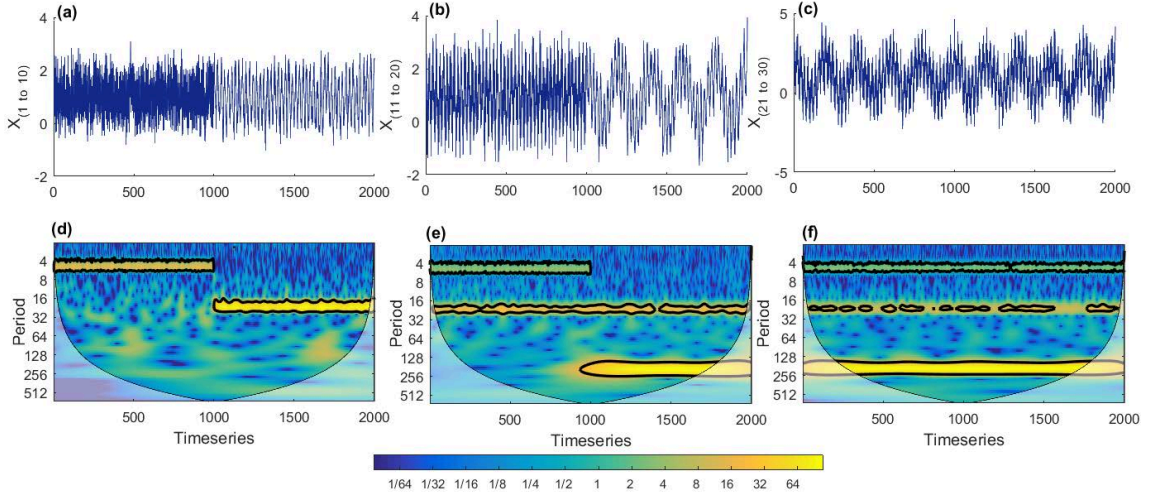 (a)
4
2
0
-2
X(1 to 10)
0 500 1000 1500 2000
(b)
4
2
0
-2
X(11 to 20)
0 500 1000 1500 2000
(c)
5
0
-5
X(21 to 30)
0 500 1000 1500 2000
(d)
4
8
16
32
64
128
256
512
Period
500 1000 1500 2000
Timeseries
(e)
4
8
16
32
64
128
256
512
Period
500 1000 1500 2000
Timeseries
(f)
4
8
16
32
64
128
256
512
Period
500 1000 1500 2000
Timeseries
1/64 1/32 1/16 1/8 1/4 1/2 1 2 4 8 16 32 64